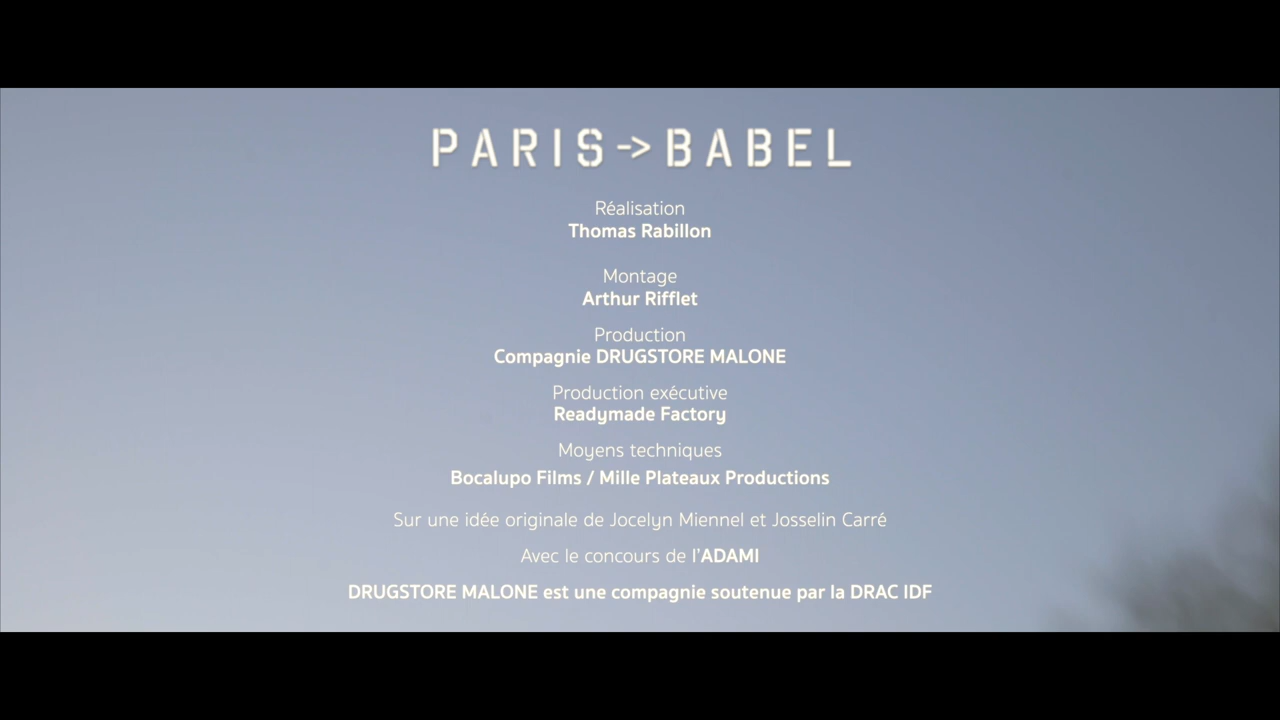 PARIS->BABEL
Réalisation
Thomas Rabillon
Montage
Arthur Rifflet
Production
Compagnie DRUGSTORE MALONE
Production exécutive
Readymade Factory
Moyens techniques
Bocalupo Films / Mille Plateaux Productions
Sur une idée originale de Jocelyn Miennel et Josselin Carré
Avec le concours de l'ADAMI
DRUGSTORE MALONE est une compagnie soutenue par la DRAC IDF